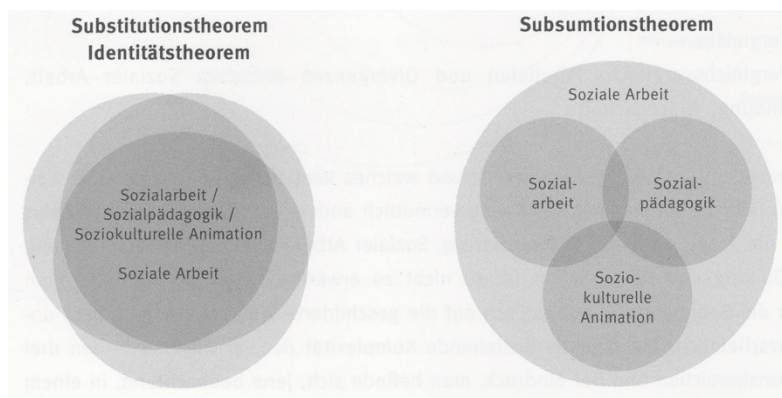 Substitutionstheorem
Identitätstheorem
Sozialarbeit /
Sozialpädagogik /
Soziokulturelle Animation
Soziale Arbeit
Subsumtionstheorem
Soziale Arbeit
Sozial-
arbeit
Sozial-
pädagogik
Sozio-
kulturelle
Animation